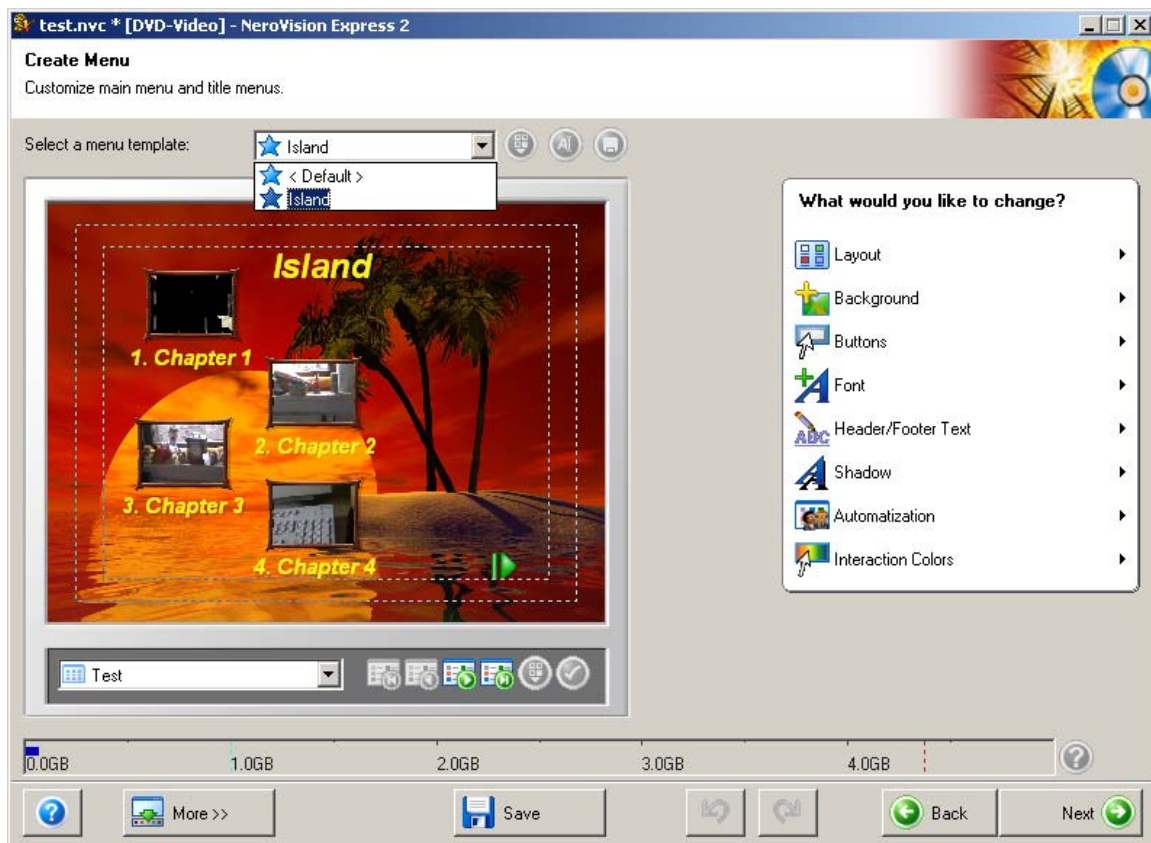 test.nvc * [DVD-Video] - NeroVision Express 2
Create Menu
Customize main menu and title menus.
Select a menu template:
Island
< Default >
Island
What would you like to change?
Layout
Background
Buttons
Font
ABC
Header/Footer Text
Shadow
Automatization
Interaction Colors
Island
1. Chapter 1
2. Chapter 2
3. Chapter 3
4. Chapter 4
Test
0.0GB
1.0GB
2.0GB
3.0GB
4.0GB
More >>
Save
Back
Next